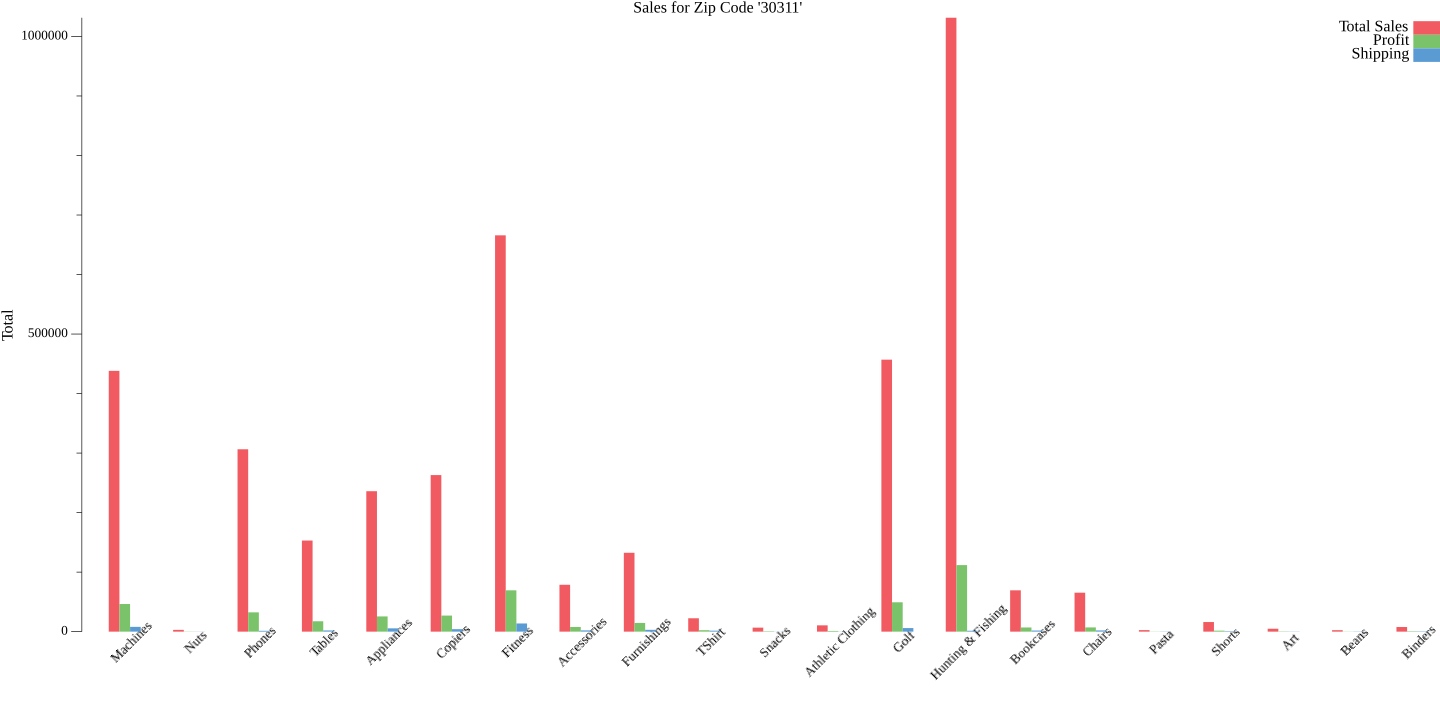 Sales for Zip Code '30311'
Total Sales
Profit
Shipping
Total
1000000
500000
0
Machines
Nuts
Phones
Tables
Appliances
Copiers
Fitness
Accessories
Furnishings
TShirt
Snacks
Athletic Clothing
Golf
Hunting & Fishing
Bookcases
Chairs
Pasta
Shorts
Art
Beans
Binders